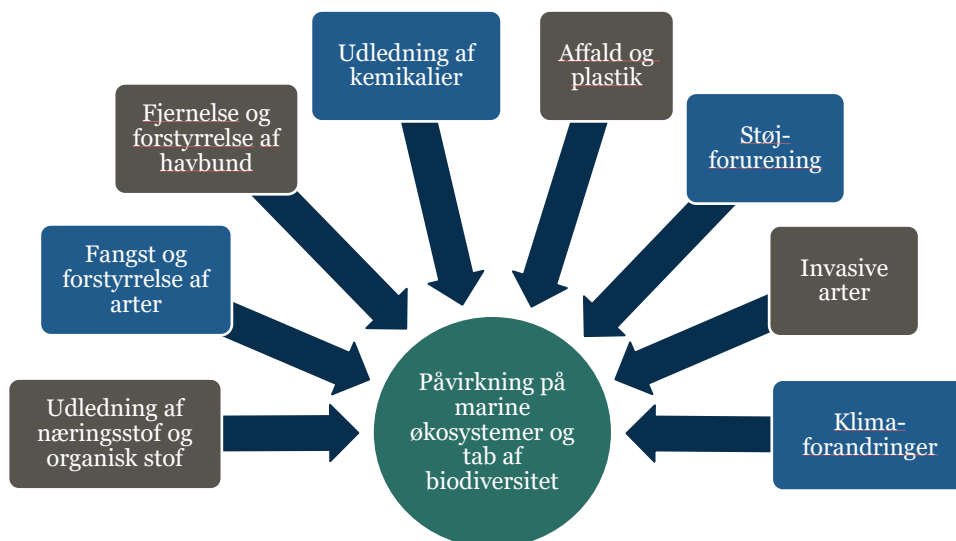 Udledning af
kemikalier
Affald og
plastik
Fjernelse og
forstyrrelse af
havbund
Støj-
forurening
Fangst og
forstyrrelse af
arter
Invasive
arter
Udledning af
næringsstof og
organisk stof
Påvirkning på
marine
økosystemer og
tab af
biodiversitet
Klima-
forandringer